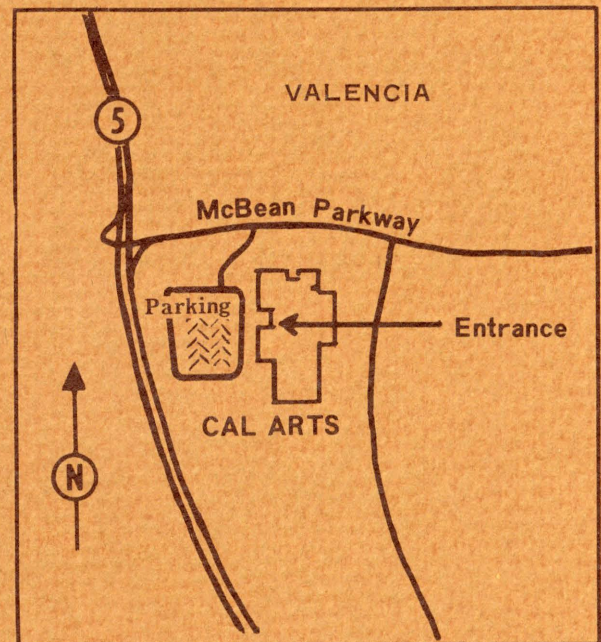 VALENCIA
5
McBean Parkway
Parking
Entrance
CAL ARTS
N